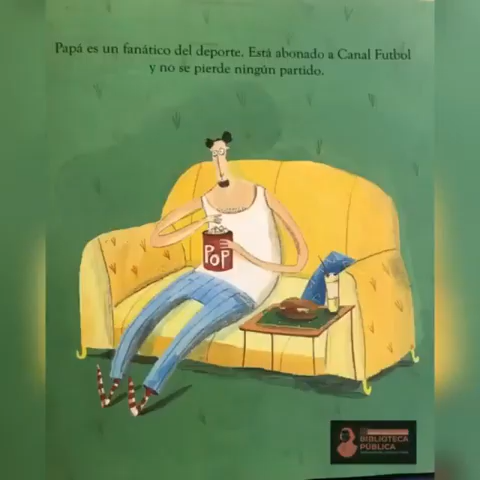 Papá es un fanático del deporte. Está abonado a Canal Futbol
y no se pierde ningún partido.
POP
BIBLIOTECA
PÚBLICA